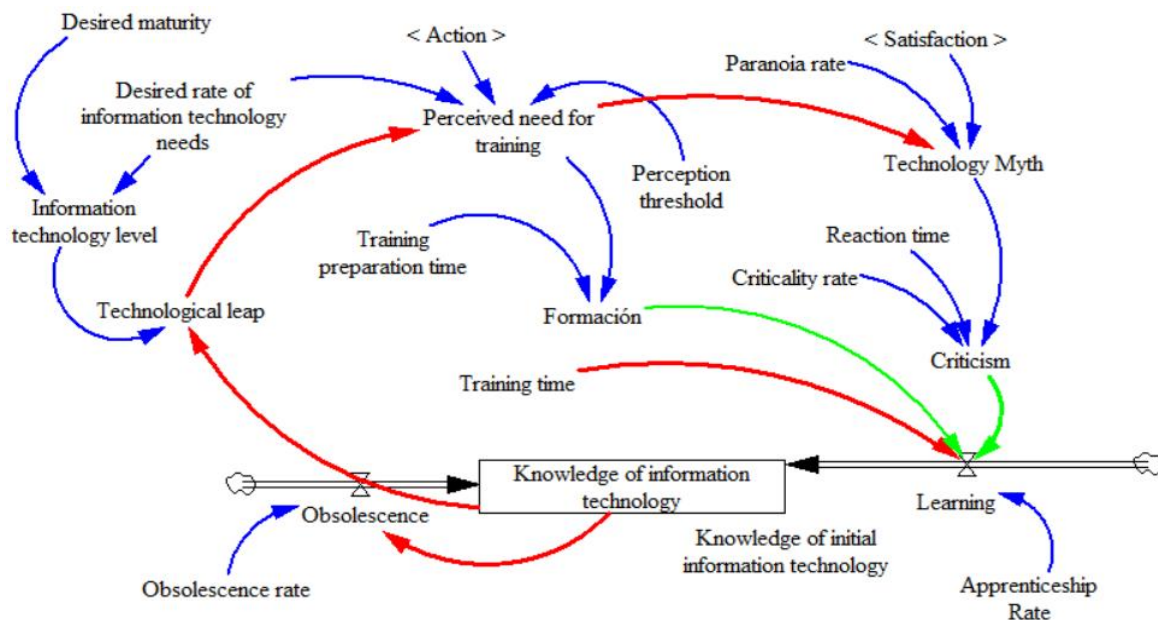 Desired maturity
< Action >
< Satisfaction >
Paranoia rate
Desired rate of
information technology
needs
Perceived need for
training
Technology Myth
Perception
threshold
Information
technology level
Training
preparation time
Reaction time
Criticality rate
Technological leap
Formación
Criticism
Training time
Knowledge of information
technology
Obsolescence
Learning
Knowledge of initial
information technology
Obsolescence rate
Apprenticeship
Rate